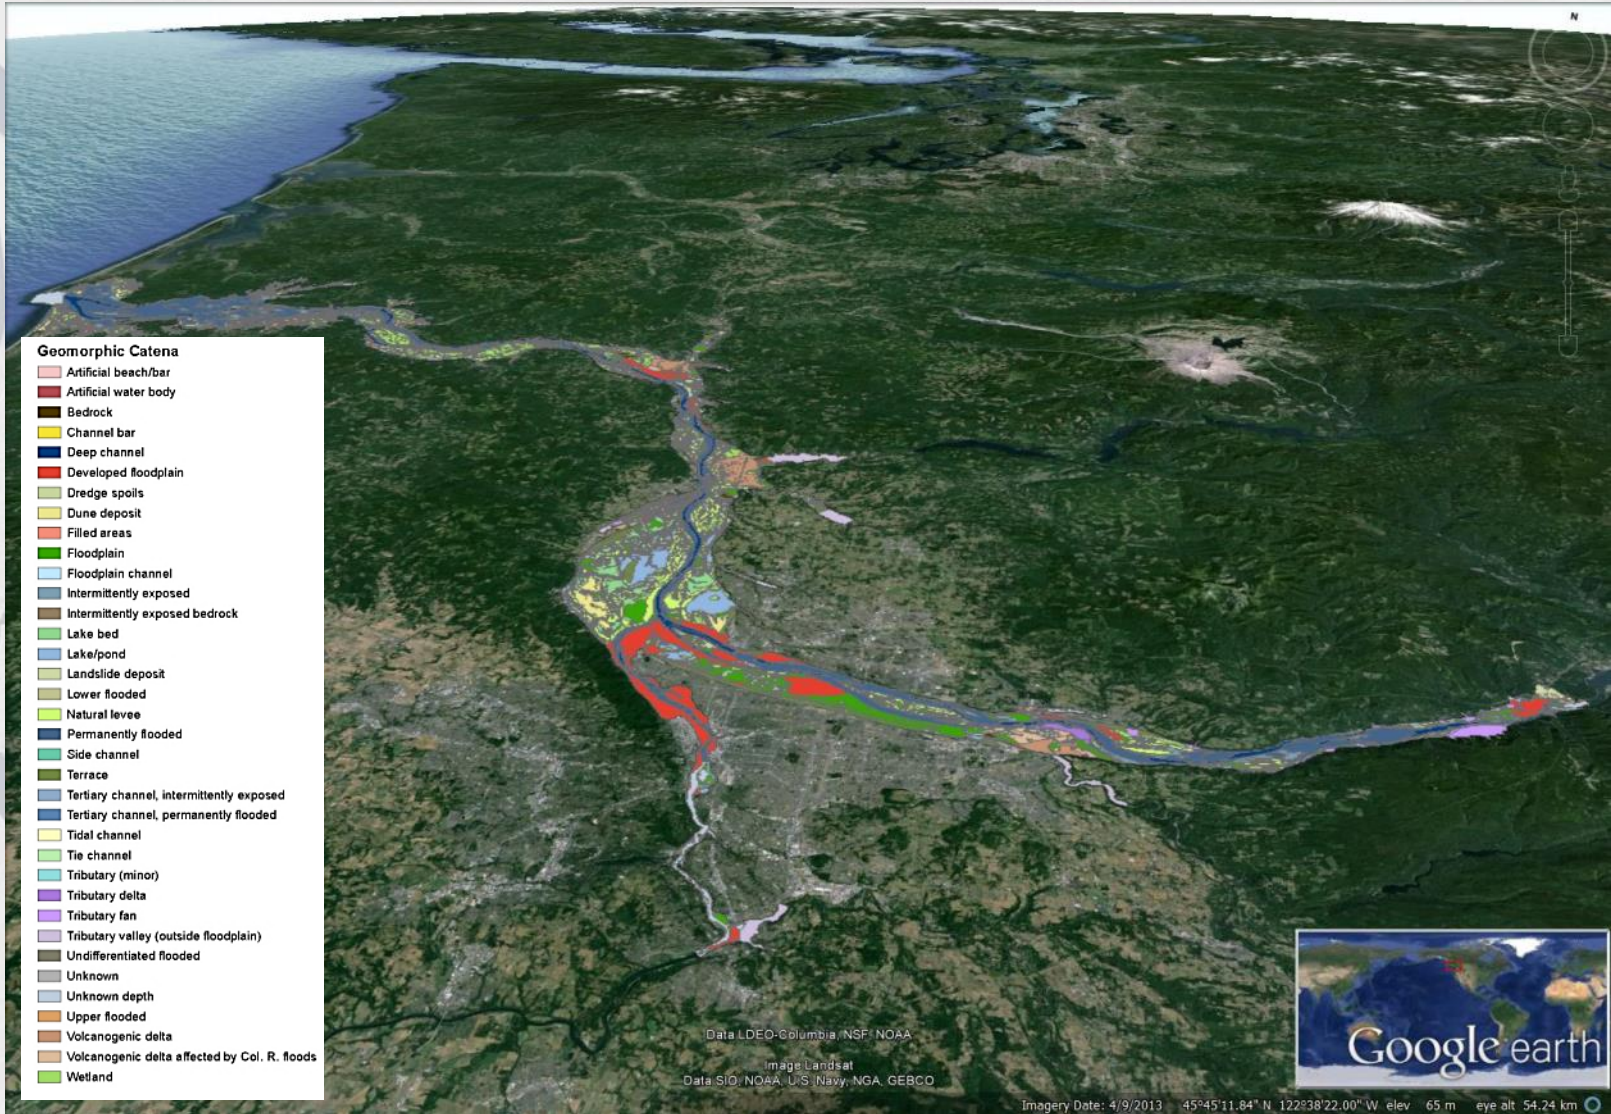 N
Geomorphic Catena
Artificial beach/bar
Artificial water body
Bedrock
Channel bar
Deep channel
Developed floodplain
Dredge spoils
Dune deposit
Filled areas
Floodplain
Floodplain channel
Intermittently exposed
Intermittently exposed bedrock
Lake bed
Lake/pond
Landslide deposit
Lower flooded
Natural levee
Permanently flooded
Side channel
Terrace
Tertiary channel, intermittently exposed
Tertiary channel, permanently flooded
Tidal channel
Tie channel
Tributary (minor)
Tributary delta
Tributary fan
Tributary valley (outside floodplain)
Undifferentiated flooded
Unknown
Unknown depth
Upper flooded
Volcanogenic delta
Volcanogenic delta affected by Col. R. floods
Wetland
Data LDEO-Columbia, NSF, NOAA
Image Landsat
Data SIO, NOAA, U.S. Navy, NGA, GEBCO
Google earth
Imagery Date: 4/9/2013 45°45'11.84" N 122°38'22.00" W elev 65 m eye alt 54.24 km